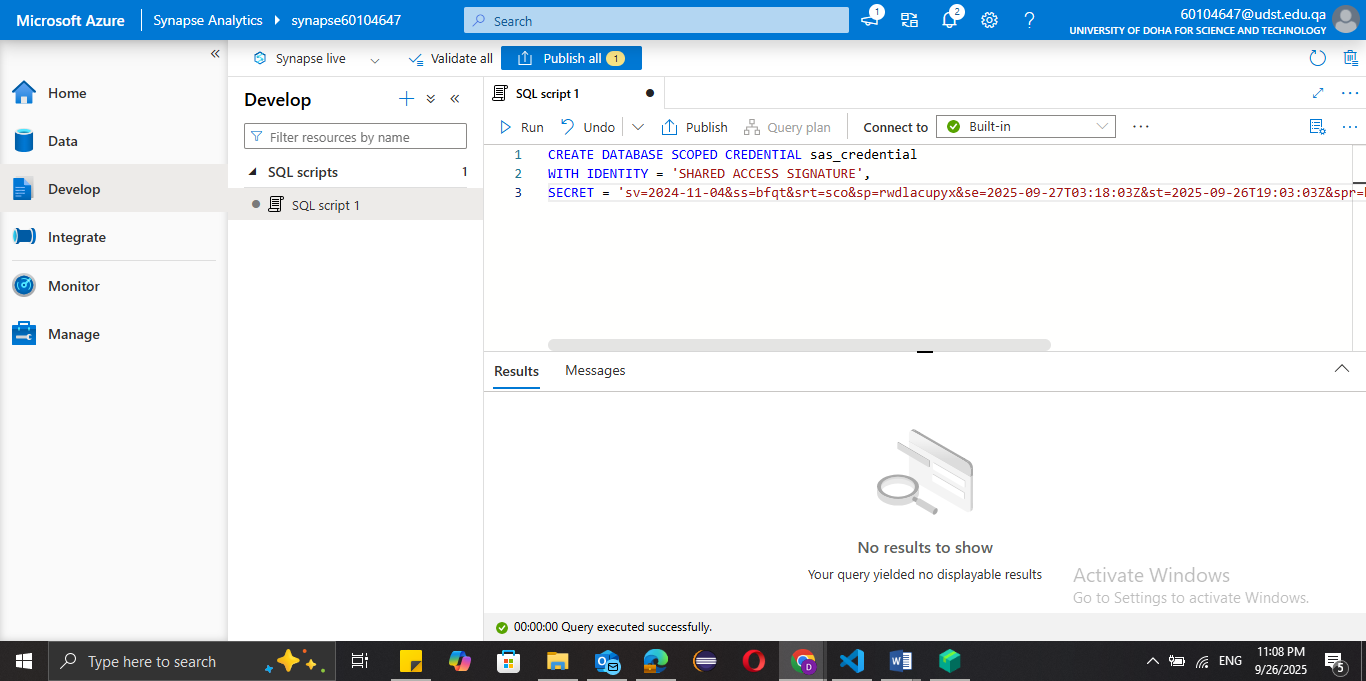 Microsoft Azure
Synapse Analytics
synapse60104647
Search
1
2
60104647@udst.edu.qa
UNIVERSITY OF DOHA FOR SCIENCE AND TECHNOLOGY
Home
Data
Develop
Integrate
Monitor
Manage
Synapse live
Validate all
Publish all 1
Develop
Filter resources by name
SQL scripts 1
SQL script 1
SQL script 1
Run
Undo
Publish
Query plan
Connect to
Built-in
1 CREATE DATABASE SCOPED CREDENTIAL sas_credential
2 WITH IDENTITY = 'SHARED ACCESS SIGNATURE',
3 SECRET = 'sv=2024-11-04&ss=bfqt&srt=sco&sp=rwdlacupyx&se=2025-09-27T03:18:03Z&st=2025-09-26T19:03:03Z&spr=
Results
Messages
No results to show
Your query yielded no displayable results
Activate Windows
Go to Settings to activate Windows.
00:00:00 Query executed successfully.
Type here to search
D
ENG
11:08 PM
9/26/2025
5